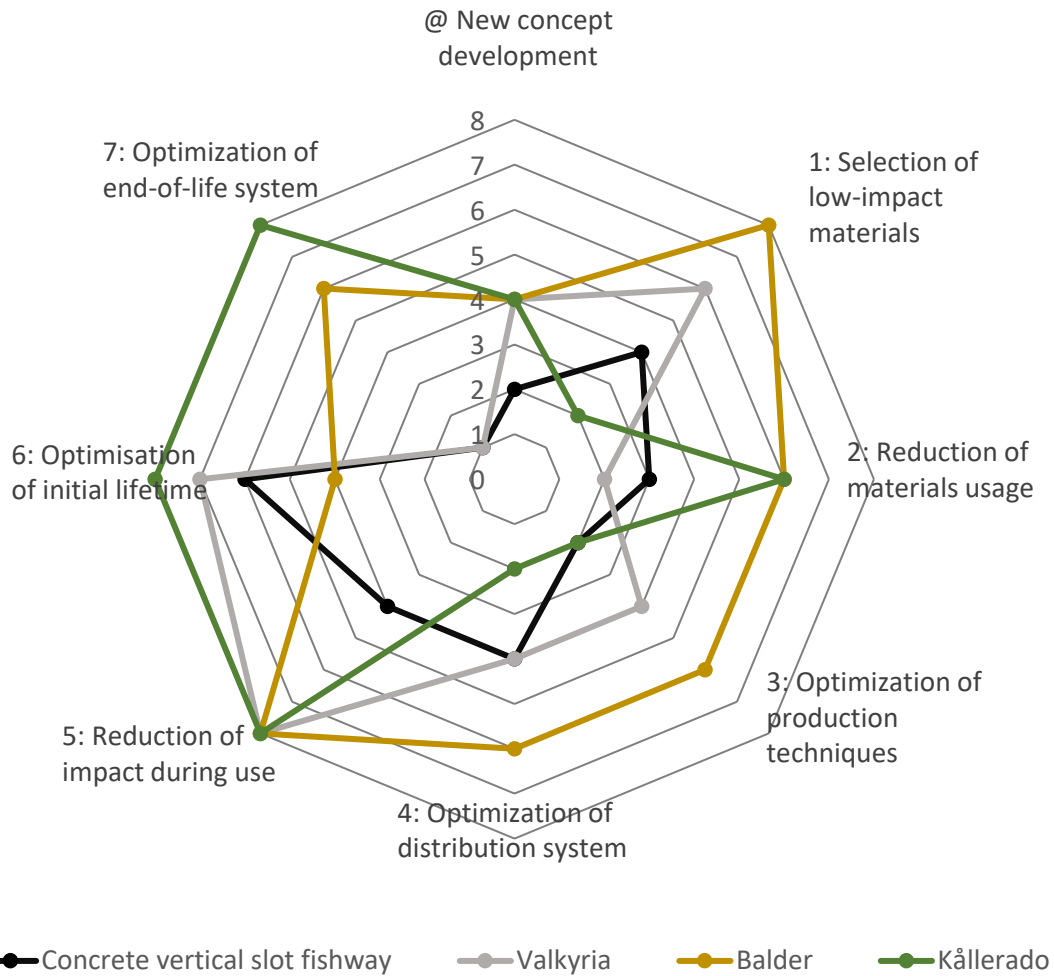 @ New concept
development
8
7: Optimization of
end-of-life system
1: Selection of
low-impact
materials
7
6
5
4
3
2
1
0
6: Optimisation
of initial lifetime
2: Reduction of
materials usage
3: Optimization of
production
techniques
5: Reduction of
impact during use
4: Optimization of
distribution system
Concrete vertical slot fishway
Valkyria
Balder
Kållerado